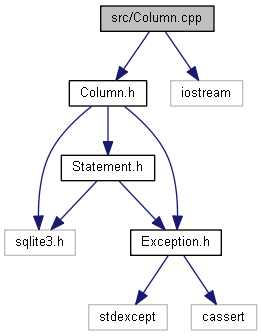 src/Column.cpp
Column.h
iostream
Statement.h
sqlite3.h
Exception.h
stdexcept
cassert